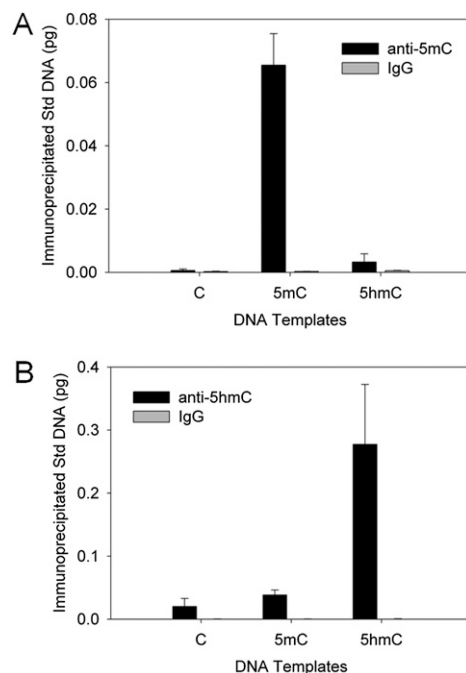 A
Immunoprecipitated Std DNA (pg)
0.08
0.06
0.04
0.02
0.00
anti-5mC
IgG
C 5mC 5hmC
DNA Templates
B
Immunoprecipitated Std DNA (pg)
0.4
0.3
0.2
0.1
0.0
anti-5hmC
IgG
C 5mC 5hmC
DNA Templates